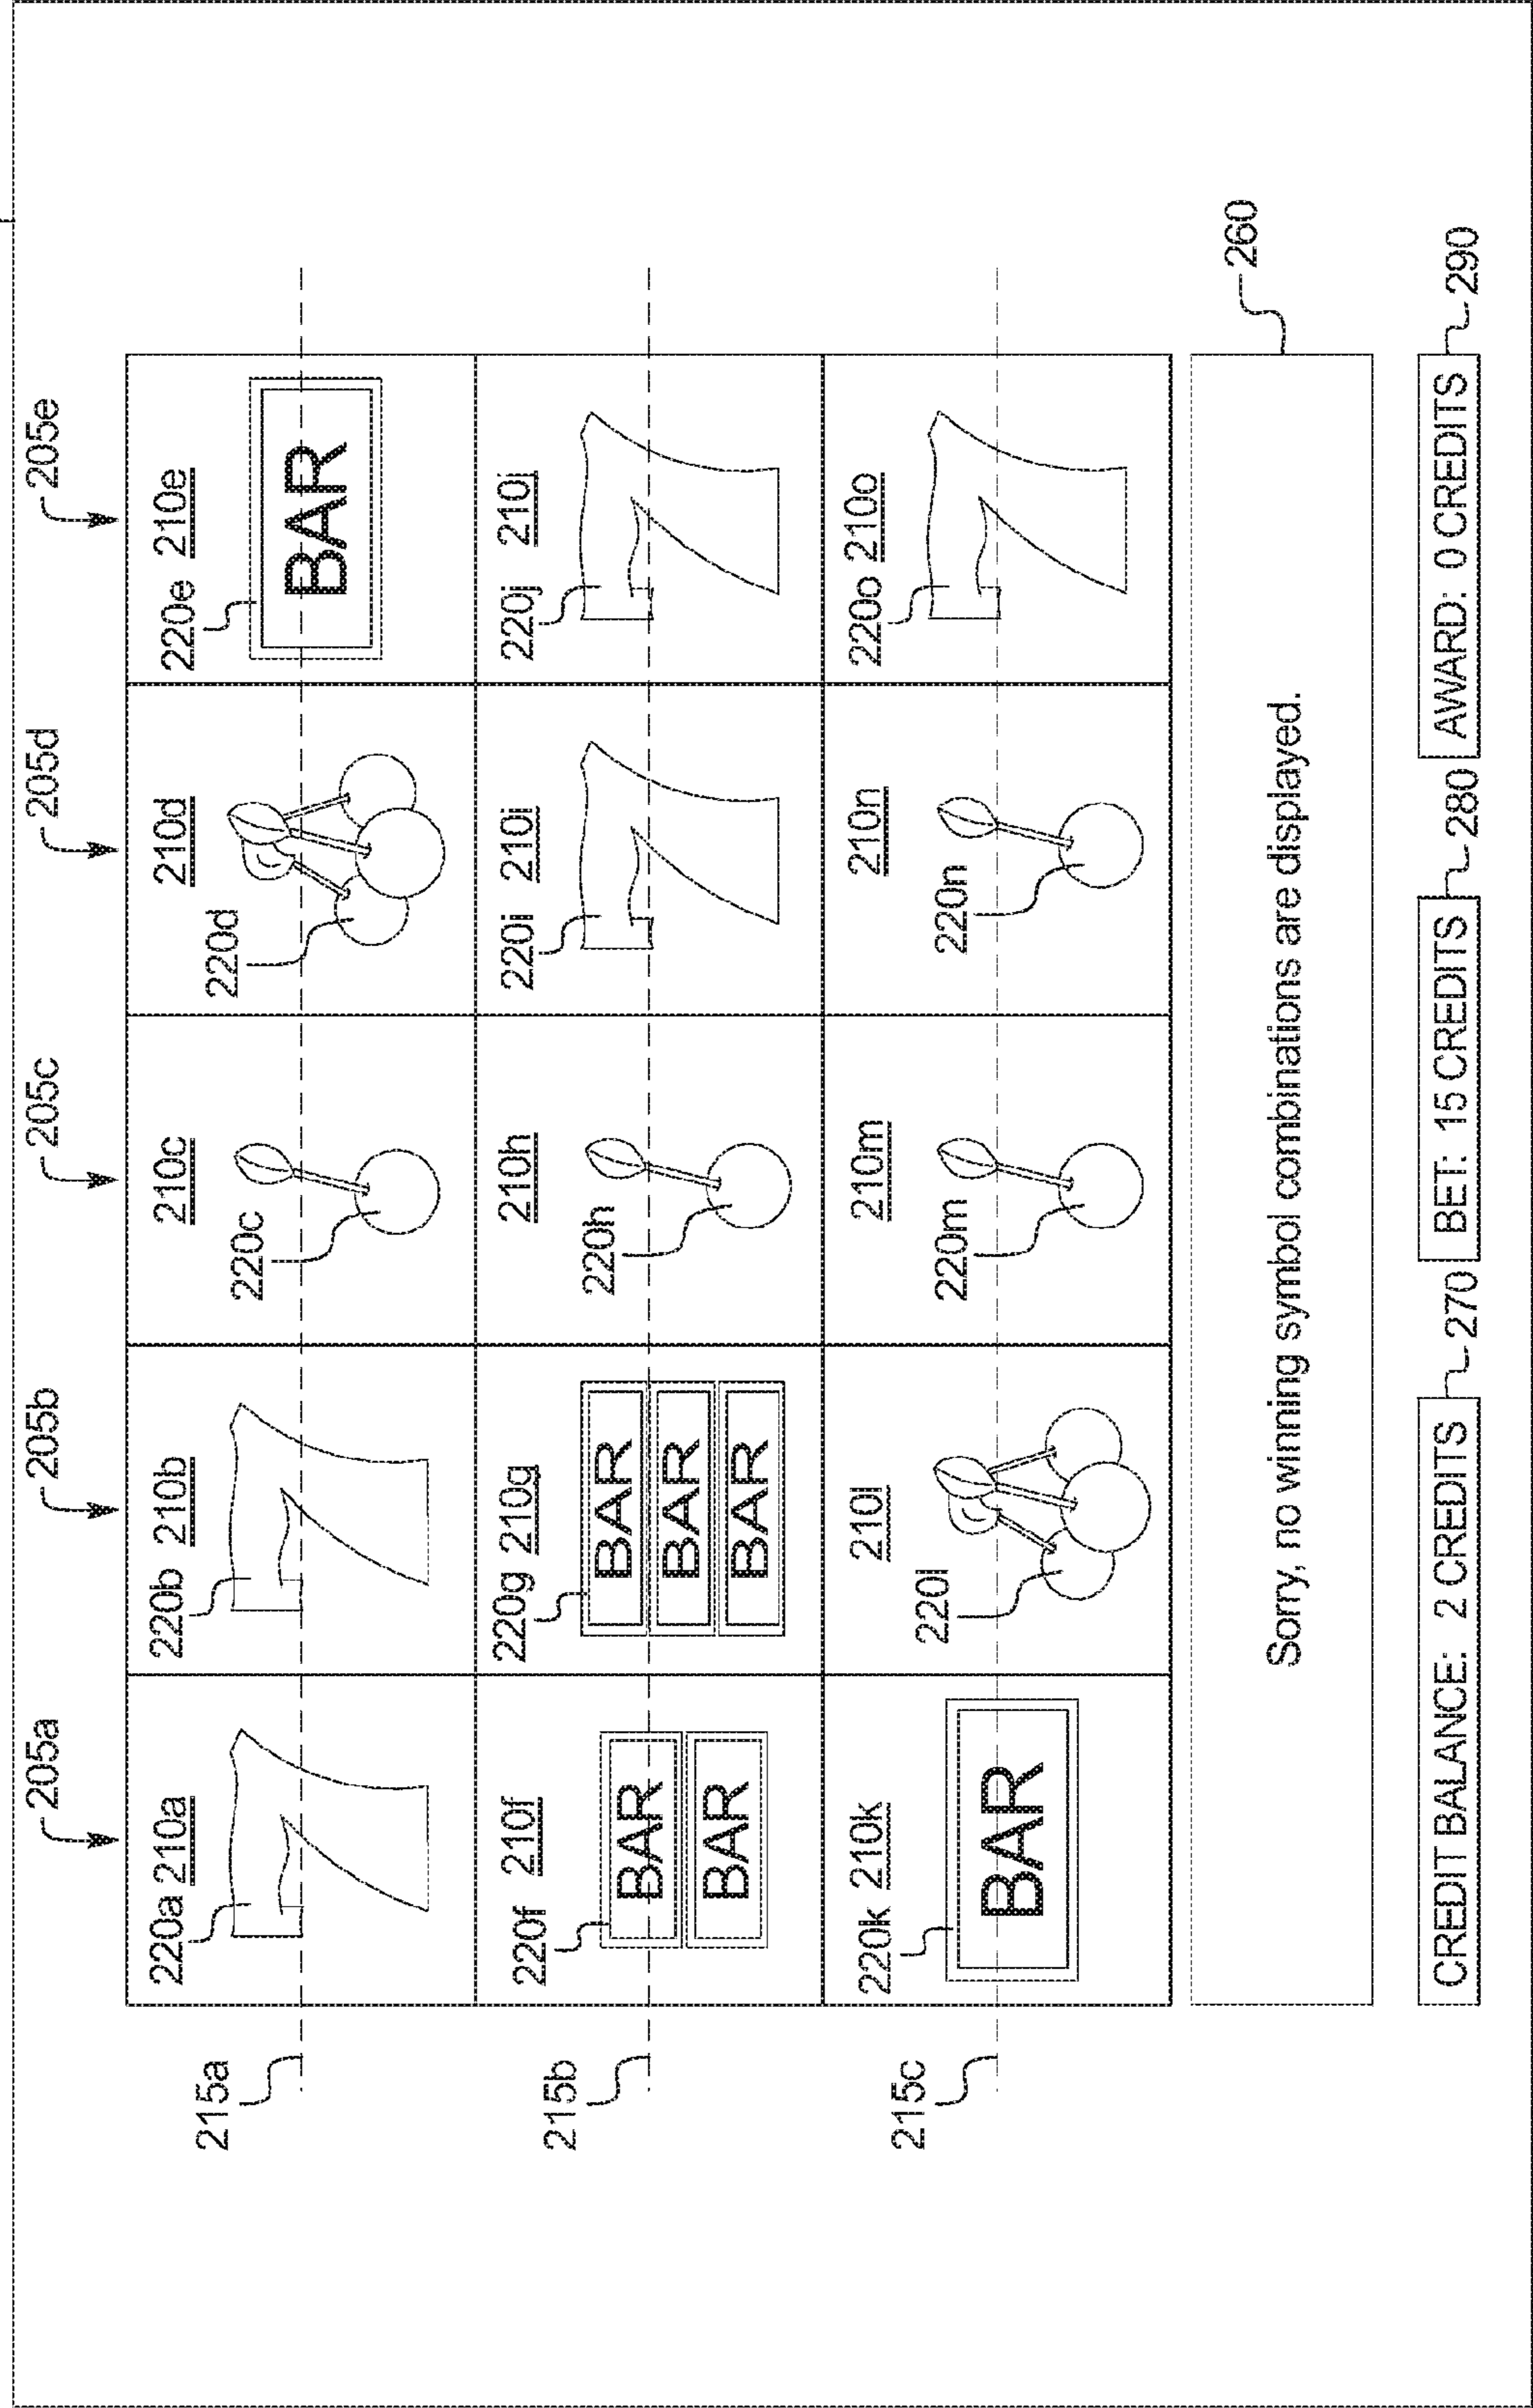 205a 205b 205c 205d 205e
220a 210a 220b 210b 210c 210d 220e 210e
215a 220c 220d BAR
220f 210f 220g 210g 210h 220i 210i 220j 210j
215b BAR BAR 220h
BAR BAR
BAR
220k 210k 210l 210m 210n 220o 210o
215c BAR 220l 220m 220n
260
Sorry, no winning symbol combinations are displayed.
CREDIT BALANCE: 2 CREDITS 270 BET: 15 CREDITS 280 AWARD: 0 CREDITS 290